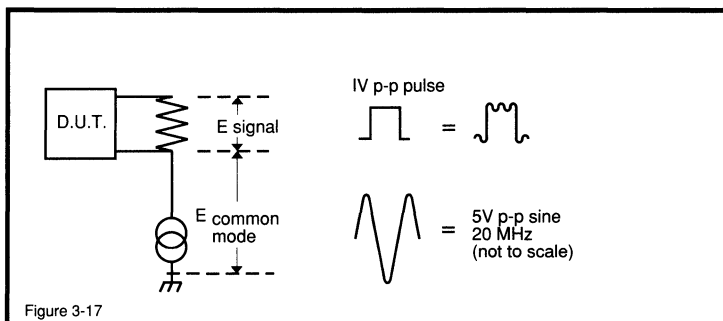 IV p-p pulse
D.U.T.
E signal
=
E common
mode
= 5V p-p sine
20 MHz
(not to scale)
Figure 3-17